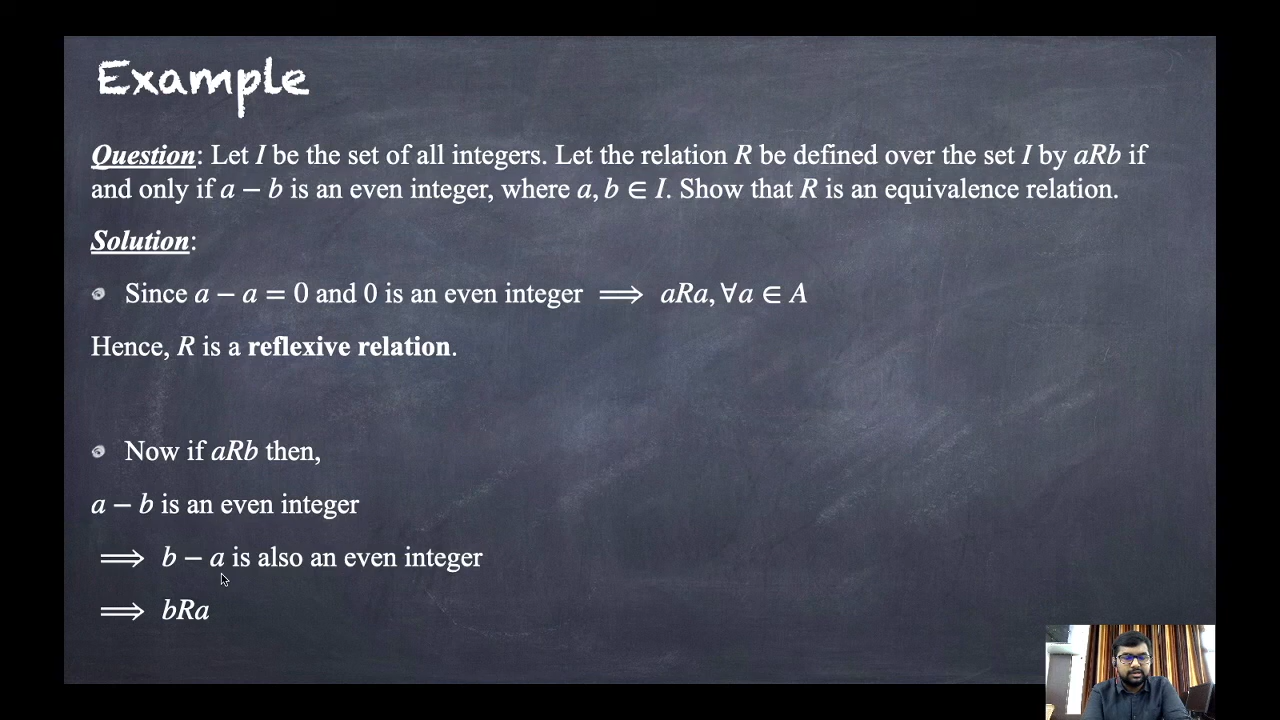 Example
Question: Let I be the set of all integers. Let the relation R be defined over the set I by aRb if
and only if a − b is an even integer, where a, b ∈ I. Show that R is an equivalence relation.
Solution:
Since a − a = 0 and 0 is an even integer ⟹ aRa, ∀a ∈ A
Hence, R is a reflexive relation.
Now if aRb then,
a − b is an even integer
⟹ b − a is also an even integer
⟹ bRa